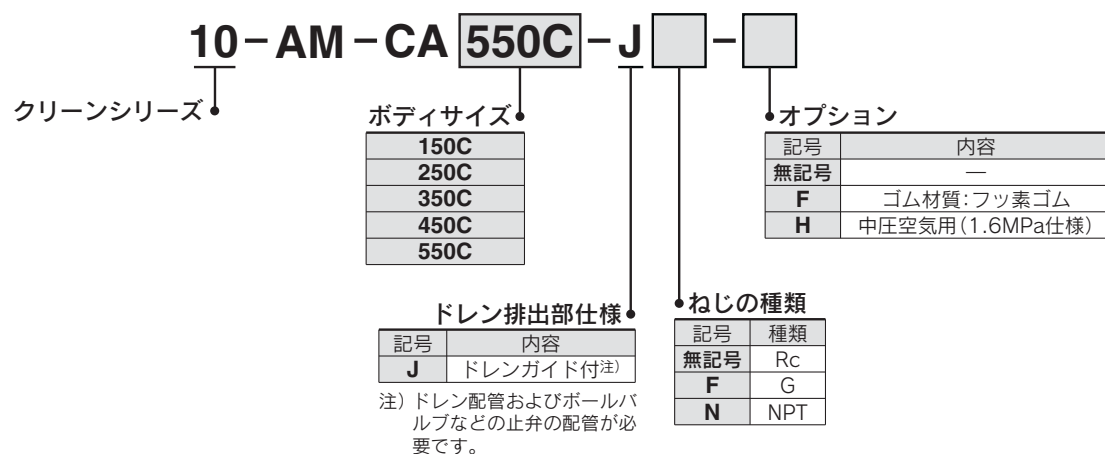 10-AM-CA 550C-J□-□
クリーンシリーズ
ボディサイズ
150C
250C
350C
450C
550C
オプション
記号 内容
無記号 —
F ゴム材質:フッ素ゴム
H 中圧空気用(1.6MPa仕様)
ドレン排出部仕様
記号 内容
J ドレンガイド付注)
注)ドレン配管およびボールバ
ルブなどの止弁の配管が必
要です。
ねじの種類
記号 種類
無記号 Rc
F G
N NPT